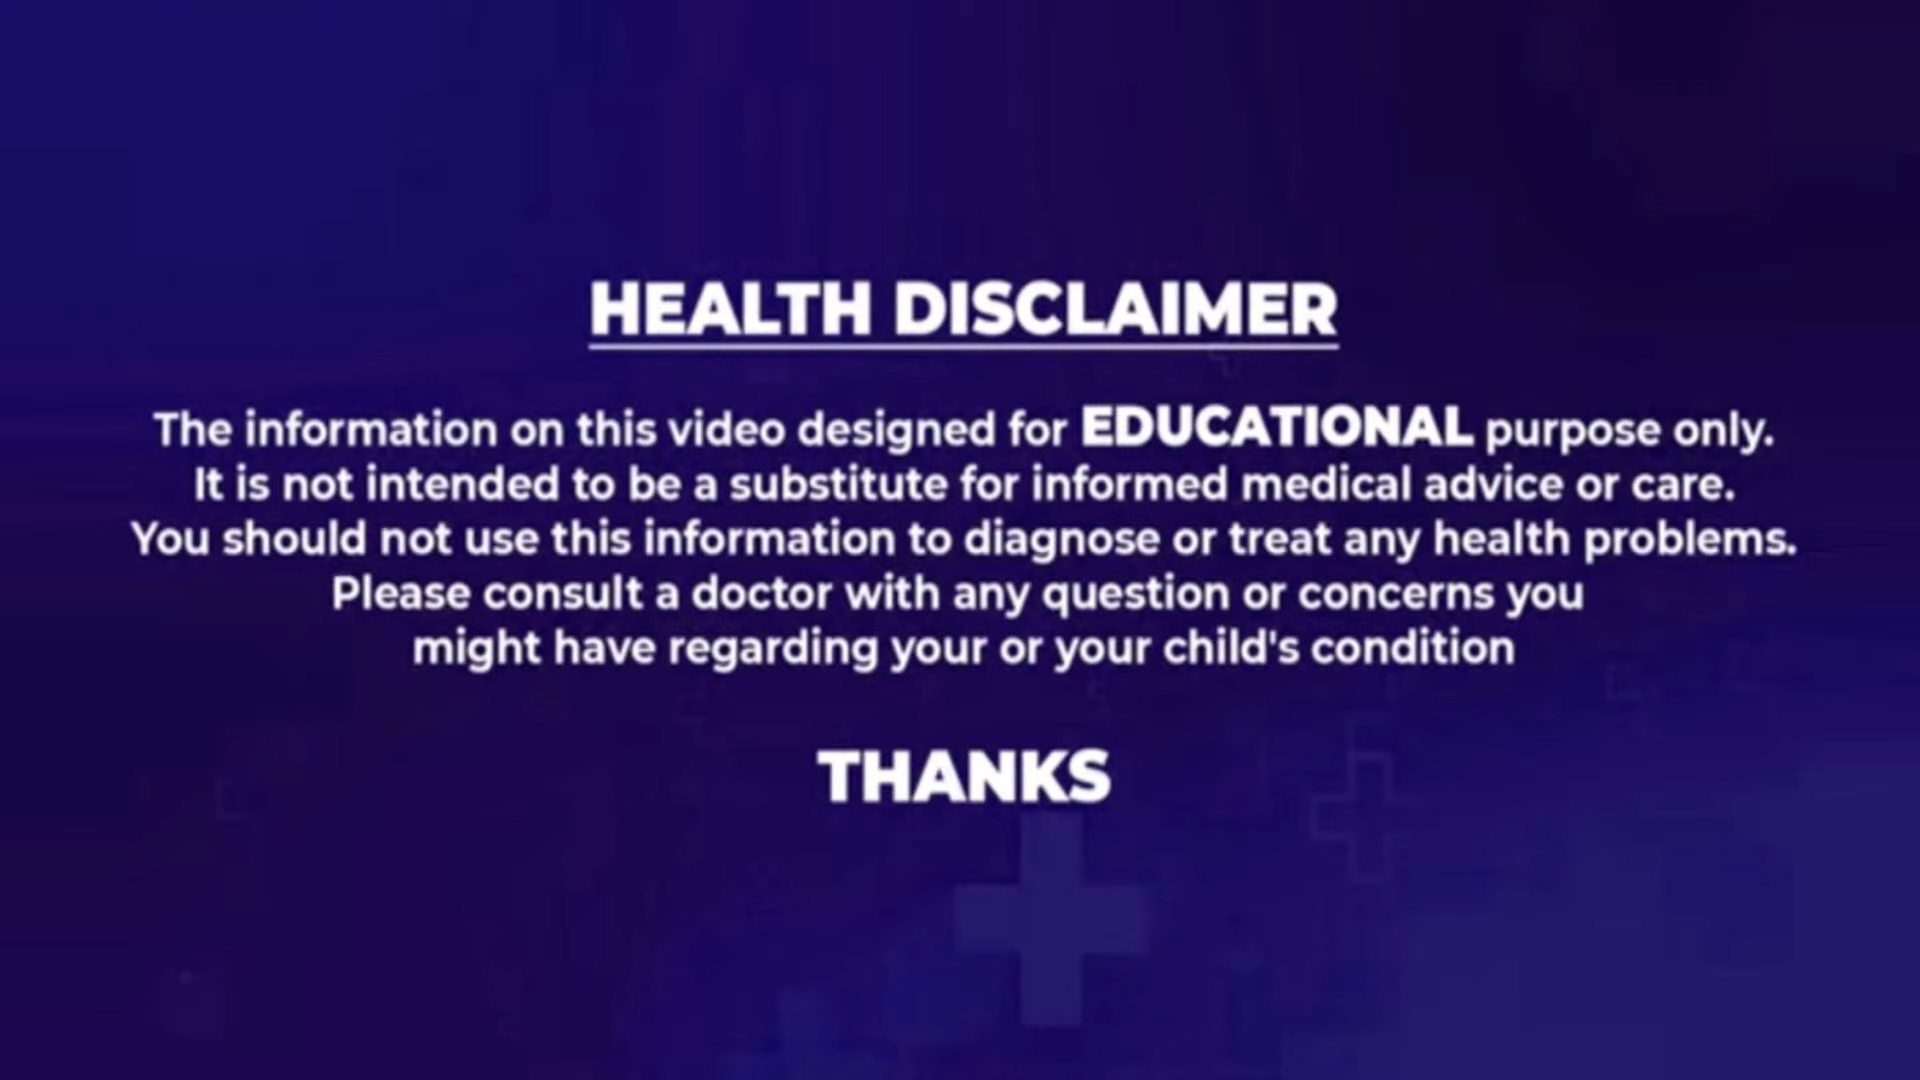 HEALTH DISCLAIMER
The information on this video designed for EDUCATIONAL purpose only.
It is not intended to be a substitute for informed medical advice or care.
You should not use this information to diagnose or treat any health problems.
Please consult a doctor with any question or concerns you
might have regarding your or your child's condition
THANKS